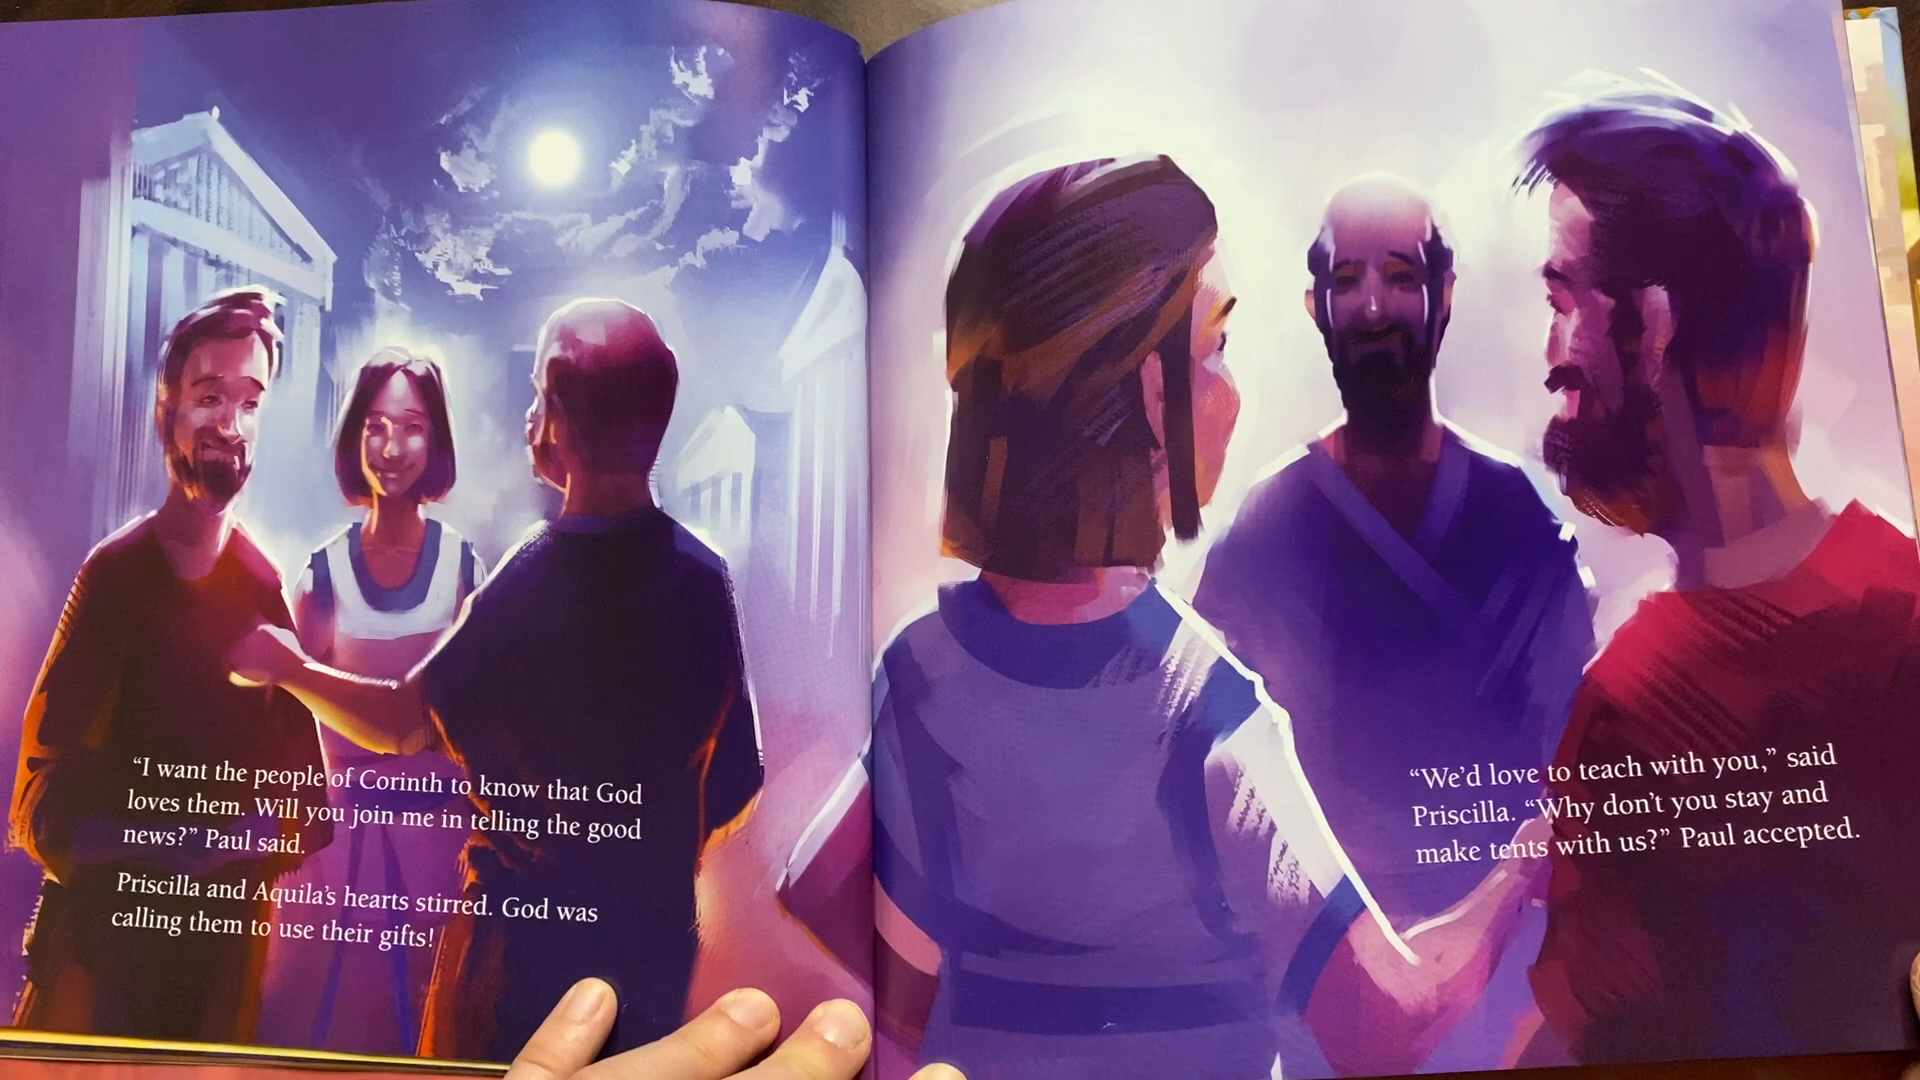 “I want the people of Corinth to know that God
loves them. Will you join me in telling the good
news?” Paul said.
Priscilla and Aquila’s hearts stirred. God was
calling them to use their gifts!
“We’d love to teach with you,” said
Priscilla. “Why don’t you stay and
make tents with us?” Paul accepted.